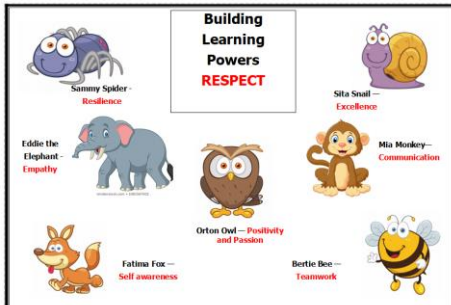 Building
Learning
Powers
RESPECT
Sammy Spider -
Resilience
Sita Snail —
Excellence
Eddie the
Elephant -
Empathy
Mia Monkey—
Communication
Orton Owl — Positivity
and Passion
Fatima Fox —
Self awareness
Bertie Bee —
Teamwork